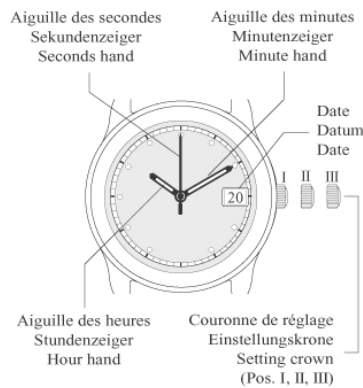 Aiguille des secondes
Sekundenzeiger
Seconds hand
Aiguille des minutes
Minutenzeiger
Minute hand
Date
Datum
Date
I II III
20
Aiguille des heures
Stundenzeiger
Hour hand
Couronne de réglage
Einstellungskrone
Setting crown
(Pos. I, II, III)